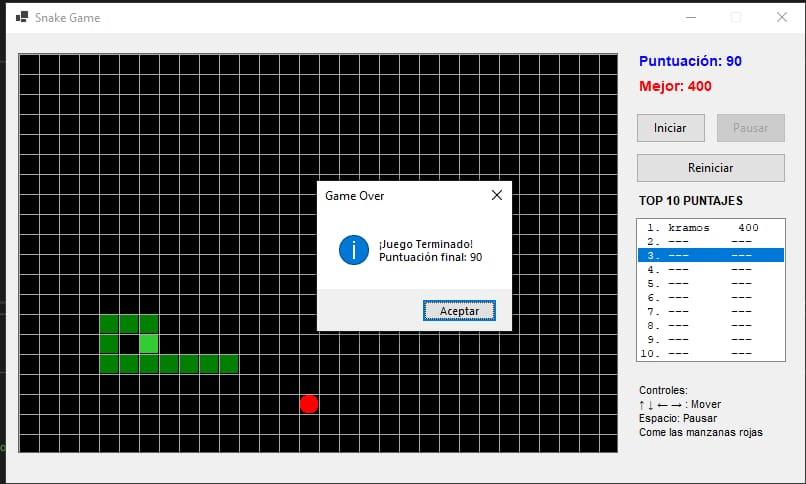 Snake Game
Puntuación: 90
Mejor: 400
Iniciar
Pausar
Reiniciar
TOP 10 PUNTAJES
1. kramos 400
2. --- ---
3. --- ---
4. --- ---
5. --- ---
6. --- ---
7. --- ---
8. --- ---
9. --- ---
10. --- ---
Controles:
↑ ↓ ← → : Mover
Espacio: Pausar
Come las manzanas rojas
Game Over
¡Juego Terminado!
Puntuación final: 90
Aceptar